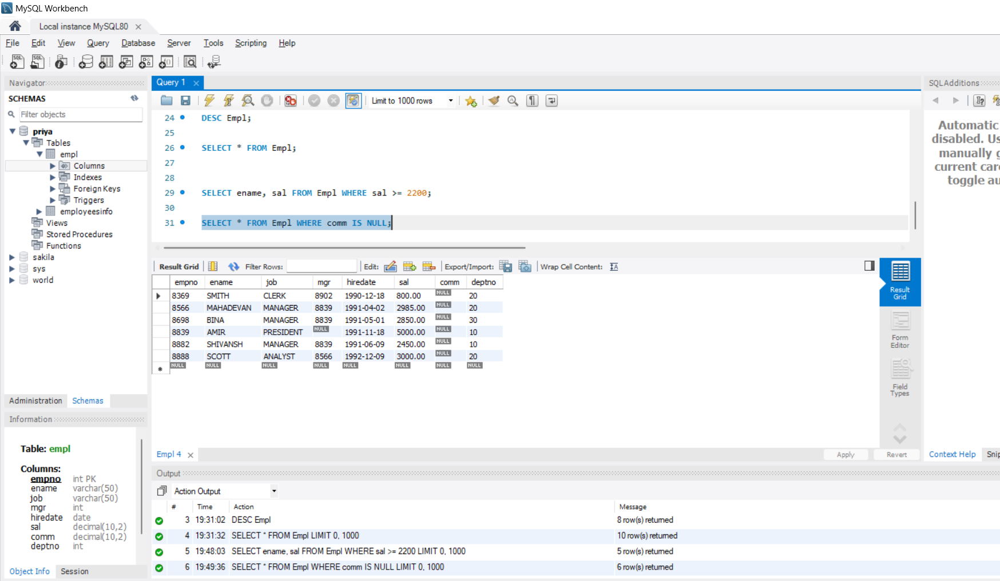 MySQL Workbench
Local instance MySQL80
File Edit View Query Database Server Tools Scripting Help
Navigator
SCHEMAS
Filter objects
priya
Tables
empl
Columns
Indexes
Foreign Keys
Triggers
employeesinfo
Views
Stored Procedures
Functions
sakila
sys
world
Administration Schemas
Information
Table: empl
Columns:
empno int PK
ename varchar(50)
job varchar(50)
mgr int
hiredate date
sal decimal(10,2)
comm decimal(10,2)
deptno int
Object Info Session
Query 1
Limit to 1000 rows
24 DESC Empl;
25
26 SELECT * FROM Empl;
27
28
29 SELECT ename, sal FROM Empl WHERE sal >= 2200;
30
31 SELECT * FROM Empl WHERE comm IS NULL;
Result Grid Filter Rows: Edit: Export/Import: Wrap Cell Content:
empno ename job mgr hiredate sal comm deptno
8369 SMITH CLERK 8902 1990-12-18 800.00 NULL 20
8566 MAHADEVAN MANAGER 8839 1991-04-02 2985.00 NULL 20
8698 BINA MANAGER 8839 1991-05-01 2850.00 NULL 30
8839 AMIR PRESIDENT NULL 1991-11-18 5000.00 NULL 10
8882 SHIVANSH MANAGER 8839 1991-06-09 2450.00 NULL 10
8888 SCOTT ANALYST 8566 1992-12-09 3000.00 NULL 20
NULL NULL NULL NULL NULL NULL NULL NULL
Result
Grid
Form
Editor
Field
Types
Empl 4
Apply Revert
Output
Action Output
# Time Action Message
3 19:31:02 DESC Empl 8 row(s) returned
4 19:31:32 SELECT * FROM Empl LIMIT 0, 1000 10 row(s) returned
5 19:48:03 SELECT ename, sal FROM Empl WHERE sal >= 2200 LIMIT 0, 1000 5 row(s) returned
6 19:49:36 SELECT * FROM Empl WHERE comm IS NULL LIMIT 0, 1000 6 row(s) returned
SQLAdditions
Automatic
disabled. Us
manually g
current care
toggle au
Context Help Snip